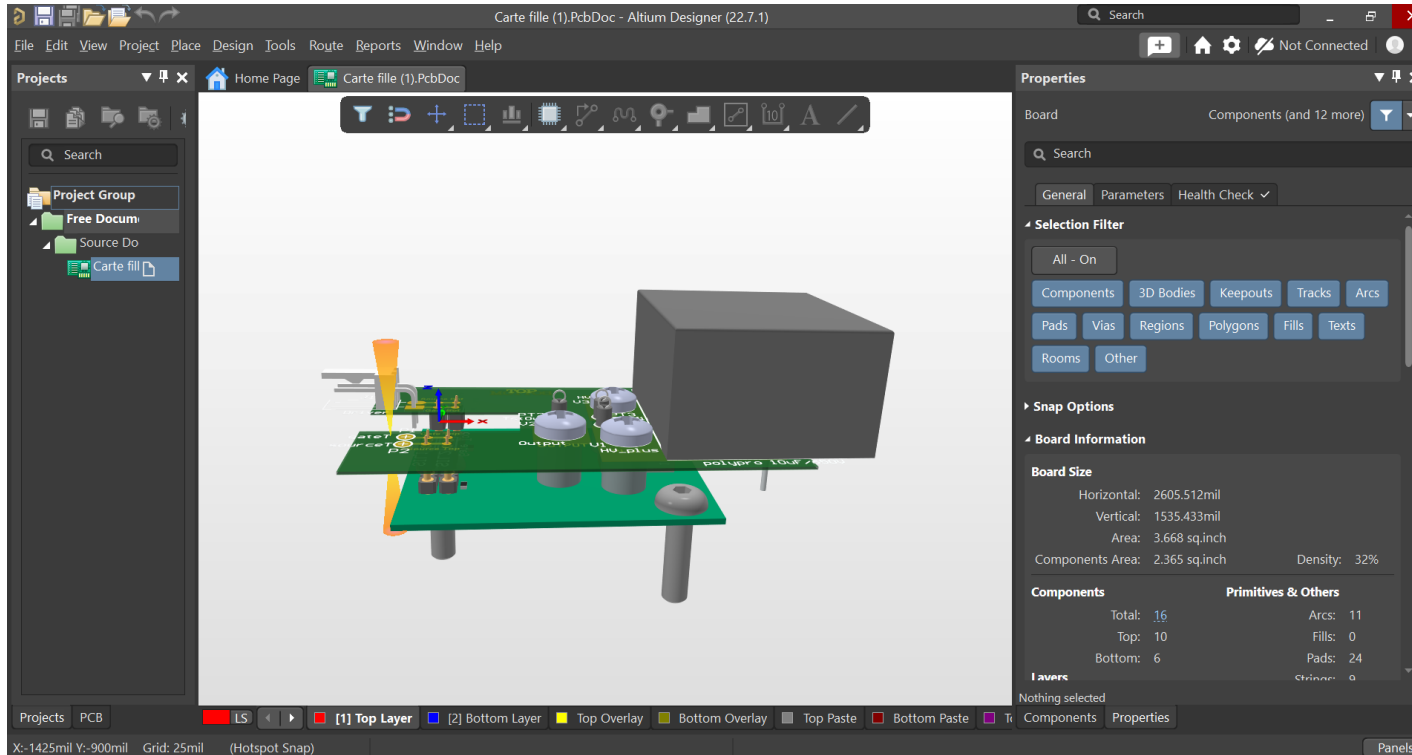 Carte fille (1).PcbDoc - Altium Designer (22.7.1)
Search
File Edit View Project Place Design Tools Route Reports Window Help
Not Connected
Projects
Home Page
Carte fille (1).PcbDoc
Properties
Board
Components (and 12 more)
Search
Search
General Parameters Health Check
Project Group
Free Docum
Source Do
Carte fill
Selection Filter
All - On
Components 3D Bodies Keepouts Tracks Arcs
Pads Vias Regions Polygons Fills Texts
Rooms Other
Snap Options
Board Information
Board Size
Horizontal: 2605.512mil
Vertical: 1535.433mil
Area: 3.668 sq.inch
Components Area: 2.365 sq.inch Density: 32%
Components Primitives & Others
Total: 16 Arcs: 11
Top: 10 Fills: 0
Bottom: 6 Pads: 24
Layers Strings: 9
Nothing selected
TOP
P2
Output
U1
HV_plus
polypro 10uF
Projects PCB
LS
[1] Top Layer
[2] Bottom Layer
Top Overlay
Bottom Overlay
Top Paste
Bottom Paste
Components Properties
X:-1425mil Y:-900mil Grid: 25mil (Hotspot Snap)
Panels